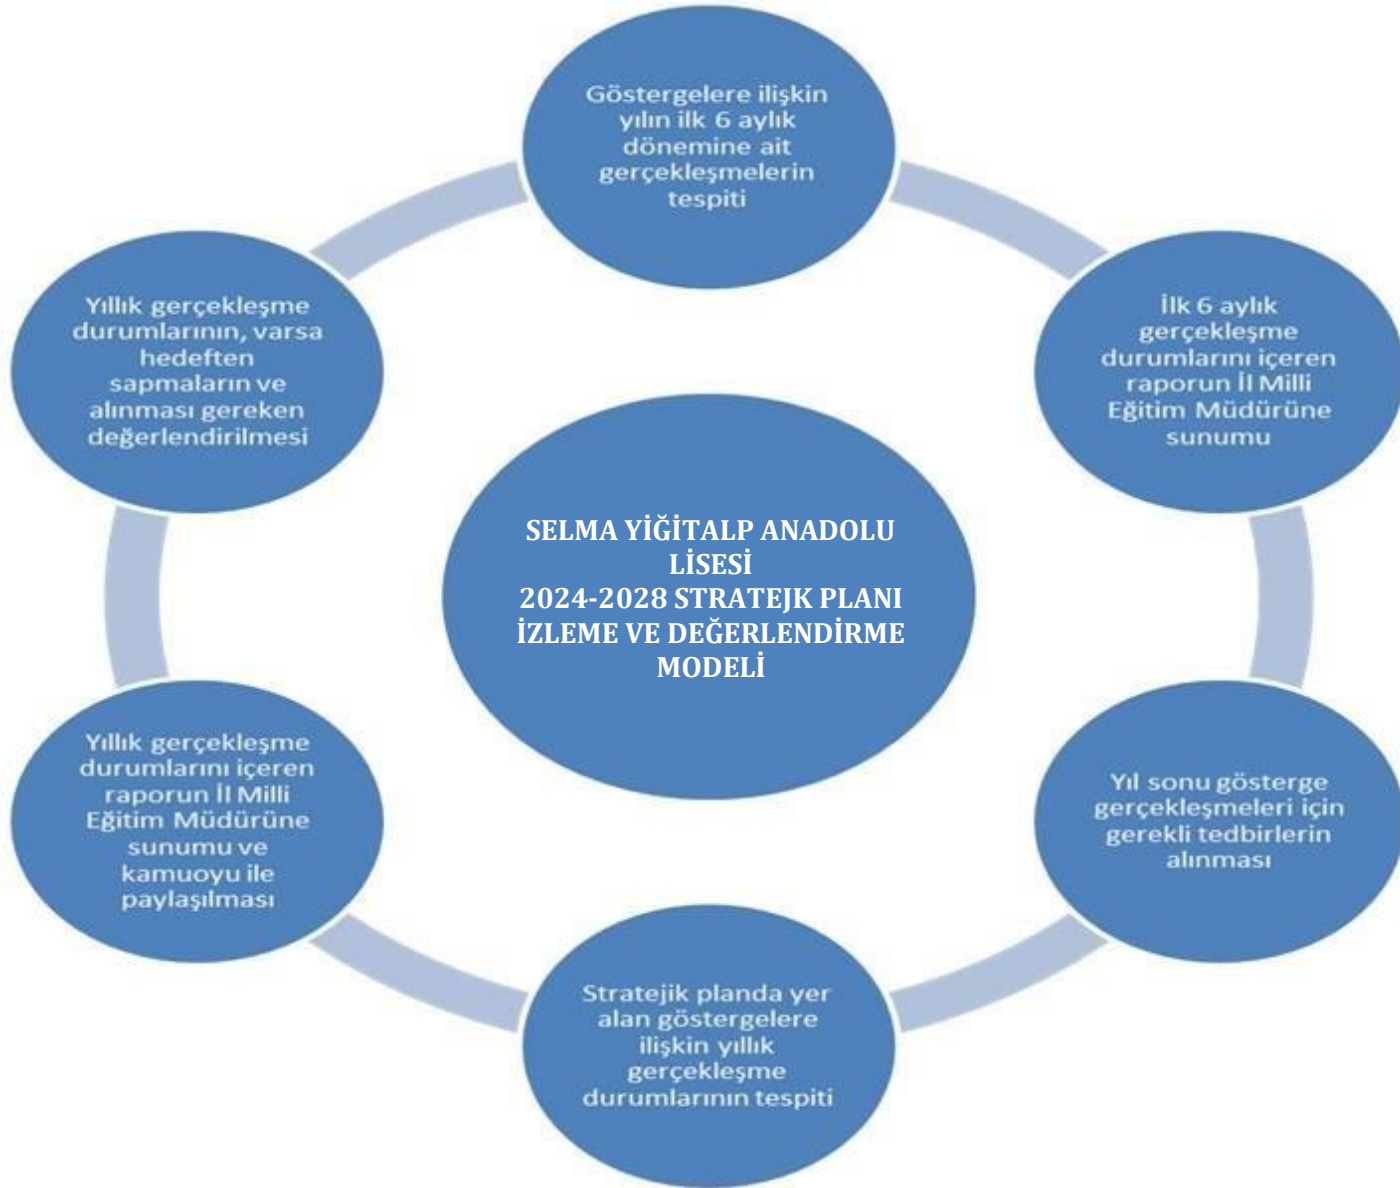 Göstergelere ilişkin
yılın ilk 6 aylık
dönemine ait
gerçekleşmelerin
tespiti
İlk 6 aylık
gerçekleşme
durumlarını içeren
raporun İl Milli
Eğitim Müdürüne
sunumu
Yıl sonu gösterge
gerçekleşmeleri için
gerekli tedbirlerin
alınması
Stratejik planda yer
alan göstergelere
ilişkin yıllık
gerçekleşme
durumlarının tespiti
Yıllık gerçekleşme
durumlarını içeren
raporun İl Milli
Eğitim Müdürüne
sunumu ve
kamuoyu ile
paylaşılması
Yıllık gerçekleşme
durumlarının, varsa
hedeften
sapmaların ve
alınması gereken
değerlendirilmesi
SELMA YİĞİTALP ANADOLU
LİSESİ
2024-2028 STRATEJK PLANI
İZLEME VE DEĞERLENDİRME
MODELİ